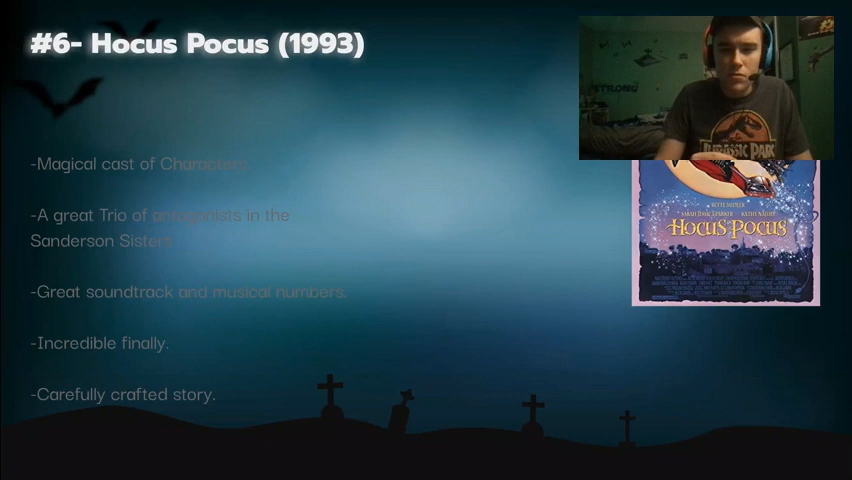 #6- Hocus Pocus (1993)
-Magical cast of Characters.
-A great Trio of antagonists in the
Sanderson Sisters
-Great soundtrack and musical numbers.
-Incredible finally.
-Carefully crafted story.
STRONG
JURASSIC PARK
BETTE MIDLER
SARAH JESSICA PARKER KATHY NAJIMY
HOCUS POCUS